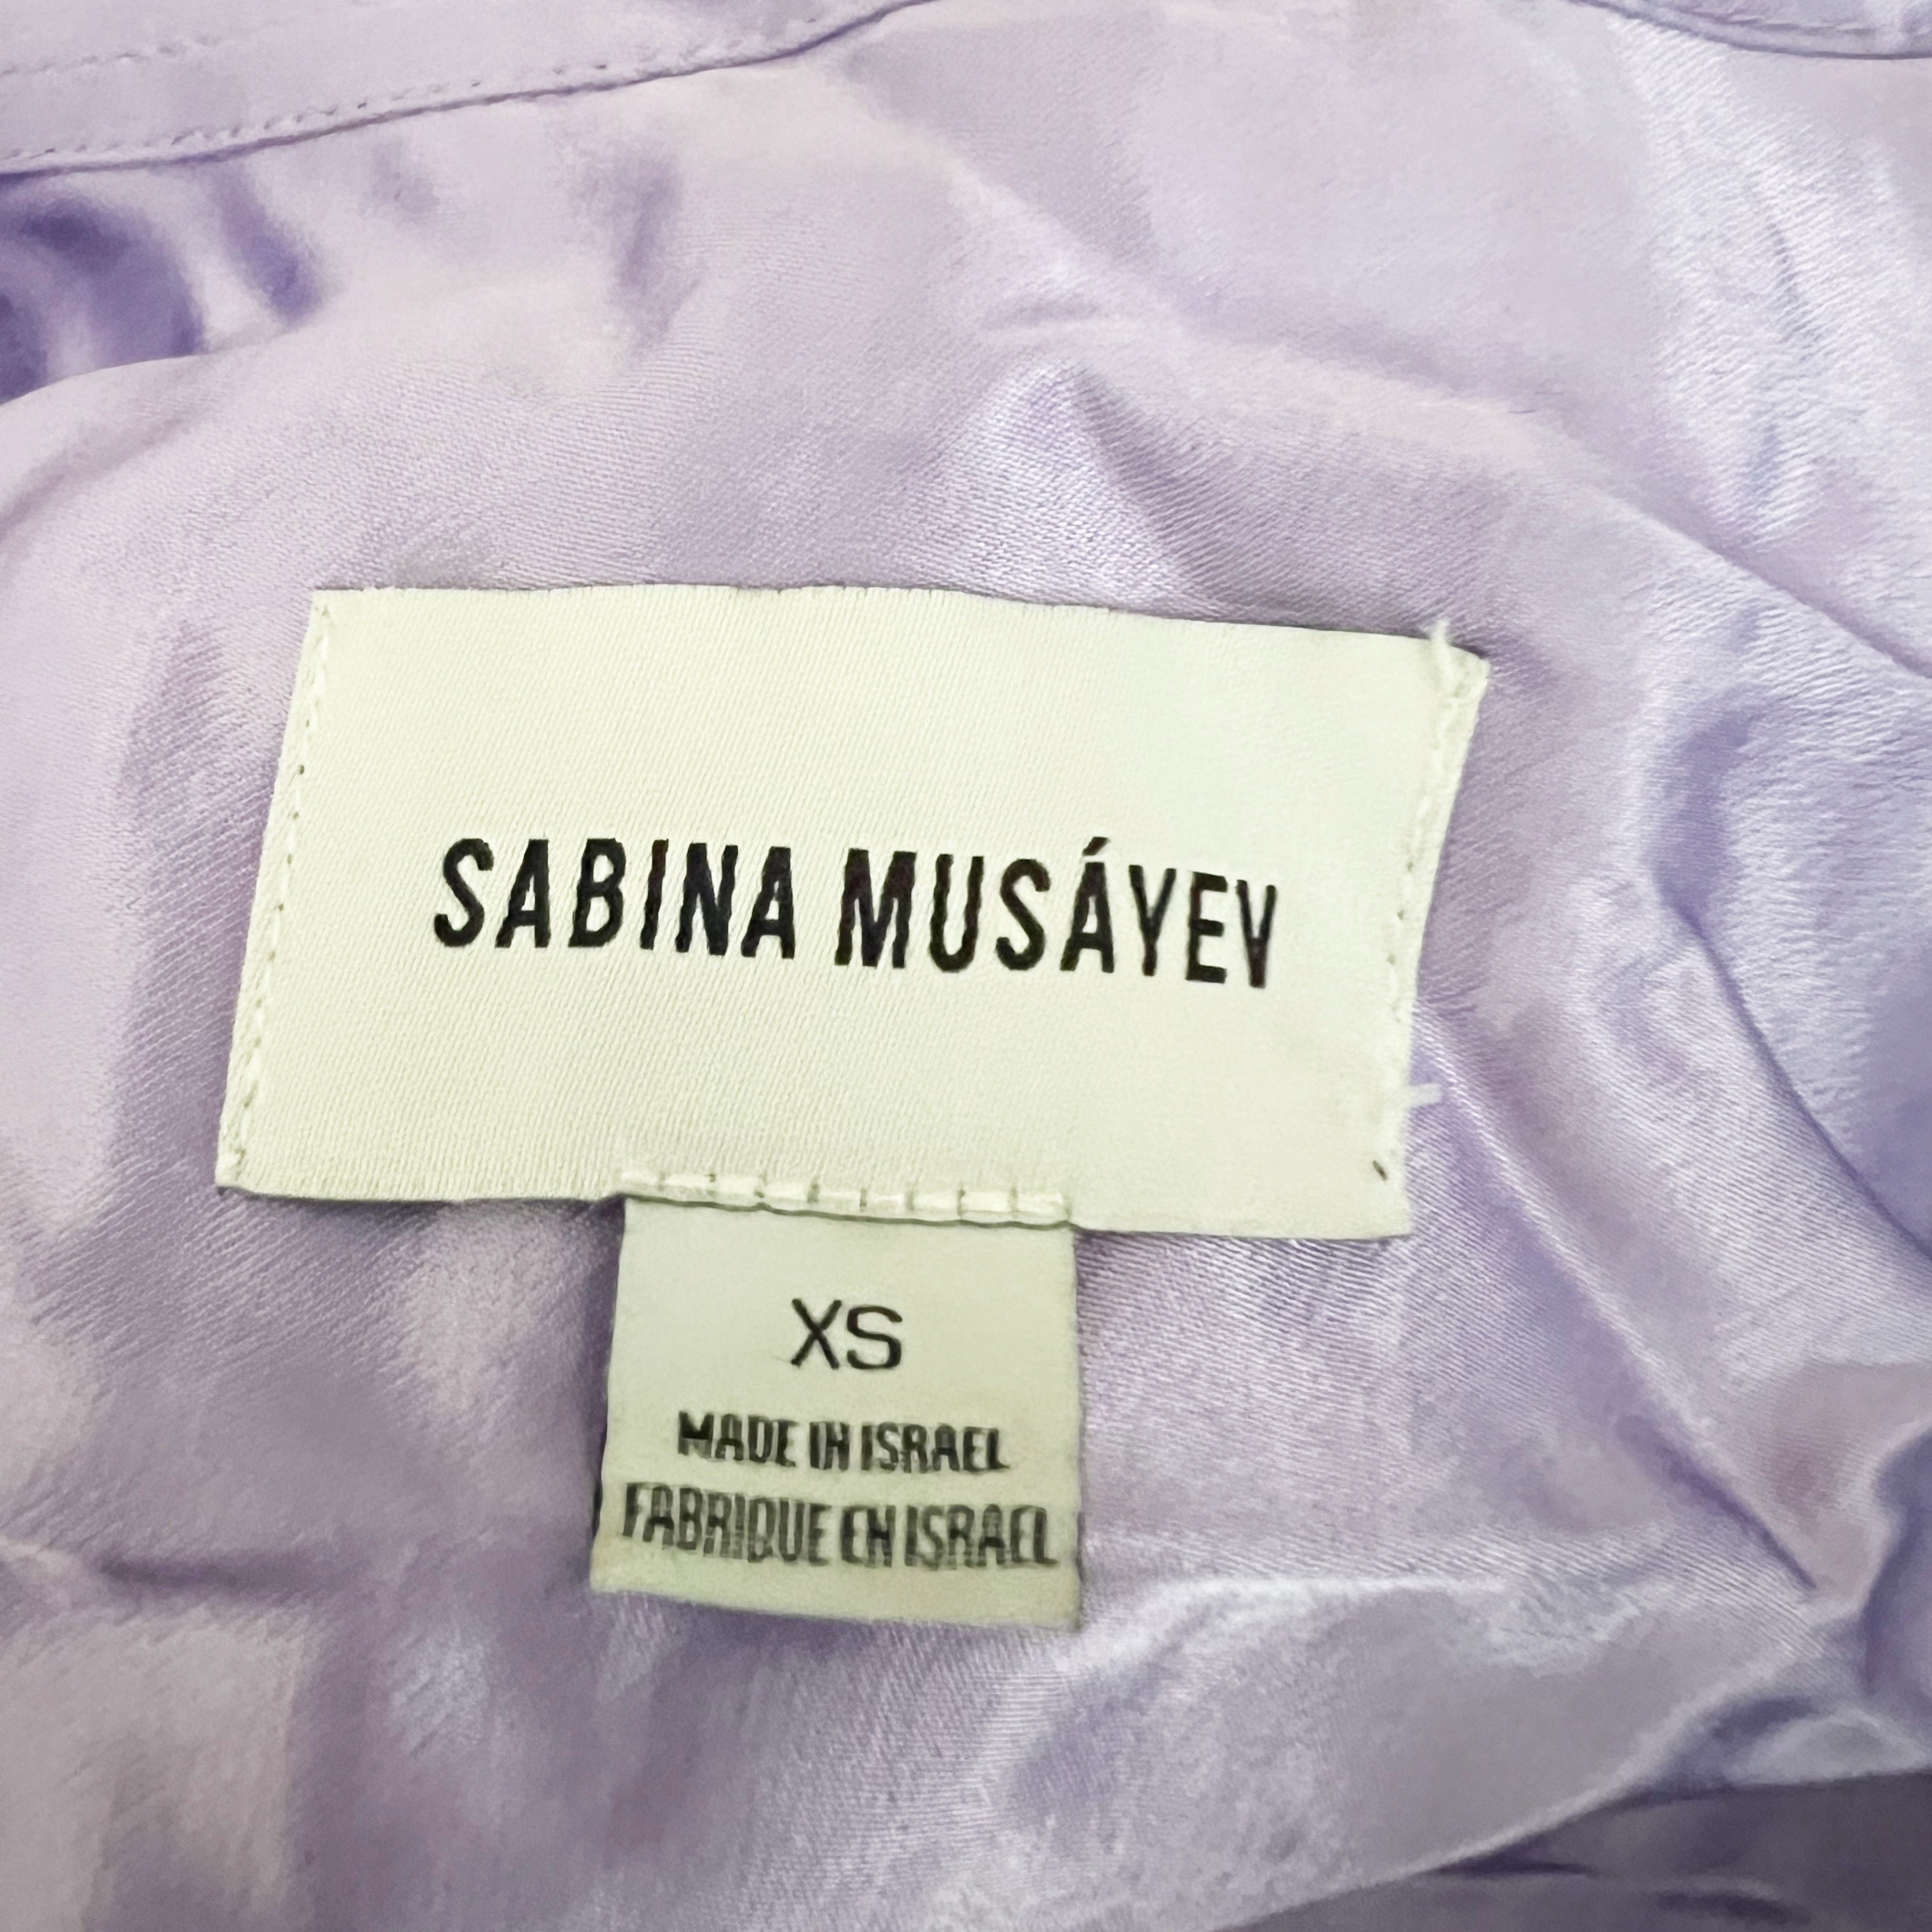 SABINA MUSÁYEV
XS
MADE IN ISRAEL
FABRIQUE EN ISRAEL